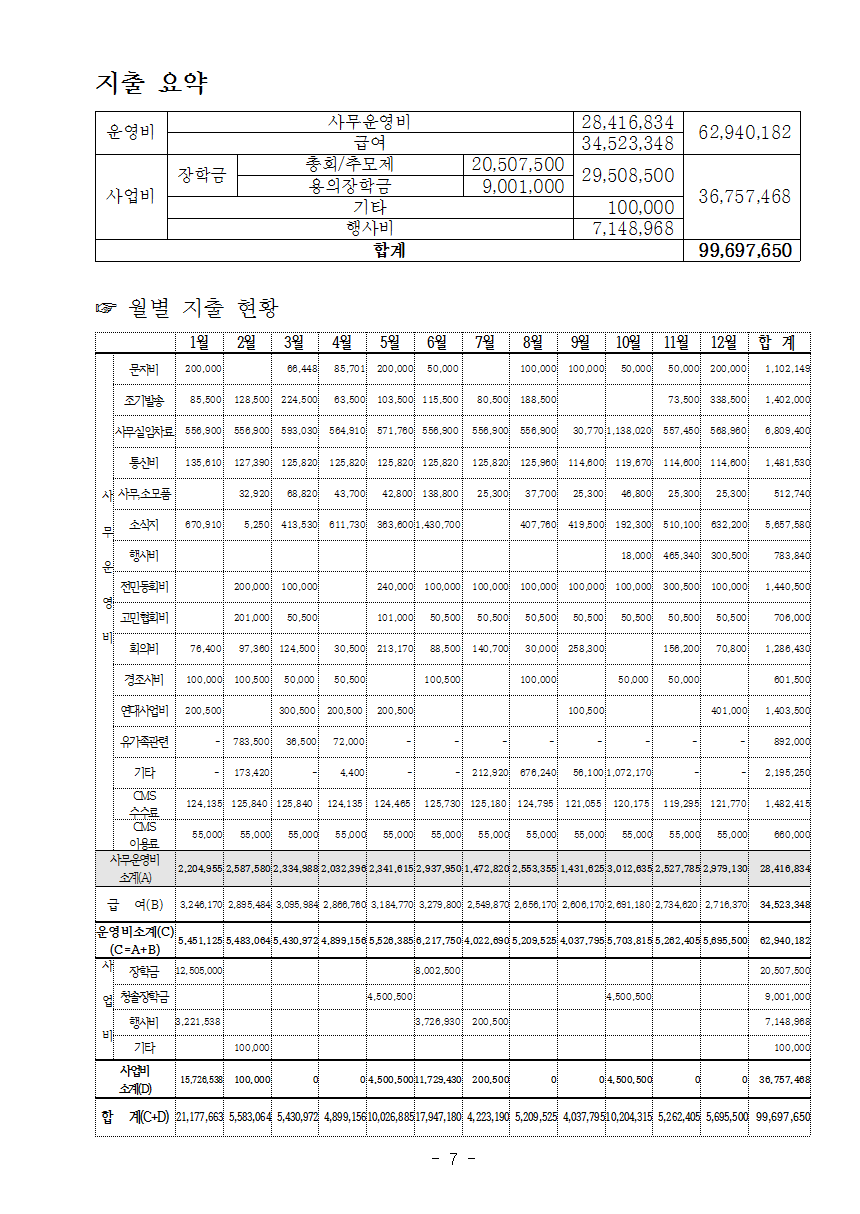 지출 요약
운영비 사무운영비 28,416,834 62,940,182
급여 34,523,348
사업비 장학금 총회/추모제 20,507,500 29,508,500 36,757,468
용의장학금 9,001,000
기타 100,000
행사비 7,148,968
합계 99,697,650
☞ 월별 지출 현황
1월 2월 3월 4월 5월 6월 7월 8월 9월 10월 11월 12월 합 계
사무운영비
문자비 200,000 66,448 85,701 200,000 50,000 100,000 100,000 50,000 50,000 200,000 1,102,149
조기발송 85,500 128,500 224,500 63,500 103,500 115,500 80,500 188,500 73,500 338,500 1,402,000
사무실임차료 556,900 556,900 593,030 564,910 571,760 556,900 556,900 556,900 30,770 1,138,020 557,450 568,960 6,809,400
통신비 135,610 127,390 125,820 125,820 125,820 125,820 125,820 125,960 114,600 119,670 114,600 114,600 1,481,530
사무,소모품 32,920 68,820 43,700 42,800 138,800 25,300 37,700 25,300 46,800 25,300 25,300 512,740
소식지 670,910 5,250 413,530 611,730 363,600 1,430,700 407,760 419,500 192,300 510,100 632,200 5,657,580
행사비 18,000 465,340 300,500 783,840
전민동회비 200,000 100,000 240,000 100,000 100,000 100,000 100,000 100,000 300,500 100,000 1,440,500
고민협회비 201,000 50,500 101,000 50,500 50,500 50,500 50,500 50,500 50,500 50,500 706,000
회의비 76,400 97,360 124,500 30,500 213,170 88,500 140,700 30,000 258,300 156,200 70,800 1,286,430
경조사비 100,000 100,500 50,000 50,500 100,500 100,000 50,000 50,000 601,500
연대사업비 200,500 300,500 200,500 200,500 100,500 401,000 1,403,500
유가족관련 - 783,500 36,500 72,000 - - - - - - - - 892,000
기타 - 173,420 - 4,400 - - 212,920 676,240 56,100 1,072,170 - - 2,195,250
CMS
수수료 124,135 125,840 125,840 124,135 124,465 125,730 125,180 124,795 121,055 120,175 119,295 121,770 1,482,415
CMS
이용료 55,000 55,000 55,000 55,000 55,000 55,000 55,000 55,000 55,000 55,000 55,000 55,000 660,000
사무운영비
소계(A) 2,204,955 2,587,580 2,334,988 2,032,396 2,341,615 2,937,950 1,472,820 2,553,355 1,431,625 3,012,635 2,527,785 2,979,130 28,416,834
급 여(B) 3,246,170 2,895,484 3,095,984 2,866,760 3,184,770 3,279,800 2,549,870 2,656,170 2,606,170 2,691,180 2,734,620 2,716,370 34,523,348
운영비소계(C)
(C=A+B) 5,451,125 5,483,064 5,430,972 4,899,156 5,526,385 6,217,750 4,022,690 5,209,525 4,037,795 5,703,815 5,262,405 5,695,500 62,940,182
사업비
장학금 12,505,000 8,002,500 20,507,500
청솔장학금 4,500,500 4,500,500 9,001,000
행사비 3,221,538 3,726,930 200,500 7,148,968
기타 100,000 100,000
사업비
소계(D) 15,726,538 100,000 0 0 4,500,500 11,729,430 200,500 0 0 4,500,500 0 0 36,757,468
합 계(C+D) 21,177,663 5,583,064 5,430,972 4,899,156 10,026,885 17,947,180 4,223,190 5,209,525 4,037,795 10,204,315 5,262,405 5,695,500 99,697,650
- 7 -